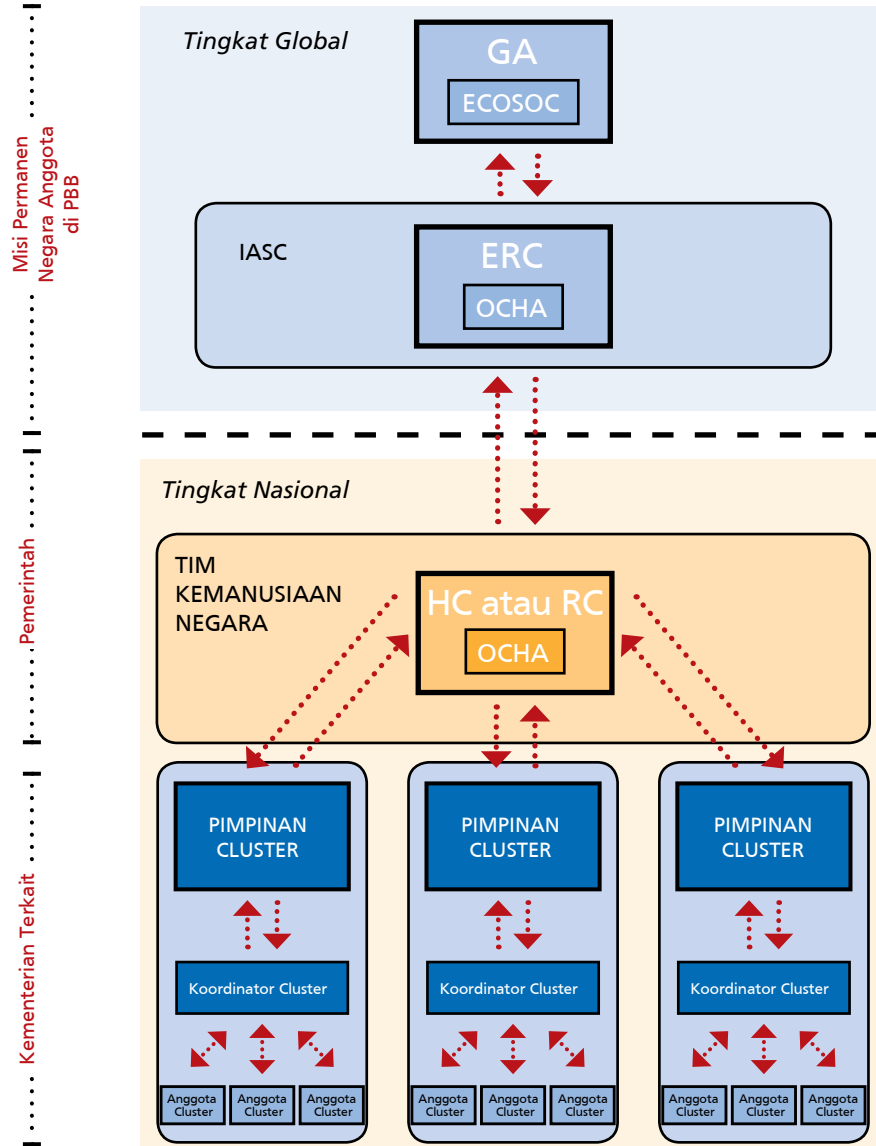 Misi Permanen
Negara Anggota
di PBB
Tingkat Global
GA
ECOSOC
IASC
ERC
OCHA
Pemerintah
Tingkat Nasional
TIM
KEMANUSIAAN
NEGARA
HC atau RC
OCHA
Kementerian Terkait
PIMPINAN
CLUSTER
Koordinator Cluster
Anggota
Cluster
Anggota
Cluster
Anggota
Cluster
PIMPINAN
CLUSTER
Koordinator Cluster
Anggota
Cluster
Anggota
Cluster
Anggota
Cluster
PIMPINAN
CLUSTER
Koordinator Cluster
Anggota
Cluster
Anggota
Cluster
Anggota
Cluster